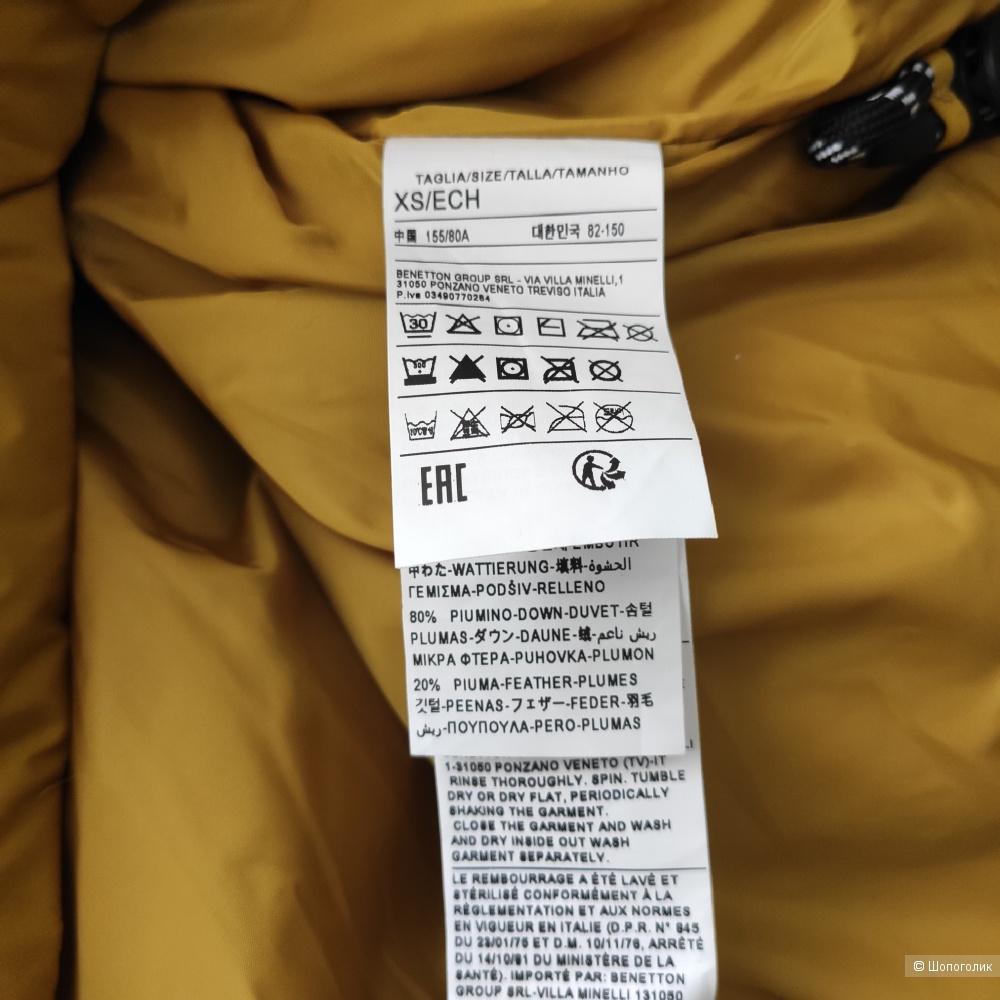 TAGLIA/SIZE/TALLA/TAMANHO
XS/ECH
中国 155/80A 대한민국 82-150
BENETTON GROUP SRL - VIA VILLA MINELLI,1
31050 PONZANO VENETO TREVISO ITALIA
P.iva 03490770264
30
EAC
中わた-WATTIERUNG-填料-الحشوة
ΓΕΜΙΣΜΑ-PODŠIV-RELLENO
80% PIUMINO-DOWN-DUVET-솜털
PLUMAS-ダウン-DAUNE-绒-ريش ناعم
ΜΙΚΡΑ ΦΤΕΡΑ-PUHOVKA-PLUMON
20% PIUMA-FEATHER-PLUMES
깃털-PEENAS-フェザー-FEDER-羽毛
ريش-ΠΟΥΠΟΥΛΑ-PERO-PLUMAS
1-31050 PONZANO VENETO (TV)-IT
RINSE THOROUGHLY. SPIN. TUMBLE
DRY OR DRY FLAT, PERIODICALLY
SHAKING THE GARMENT.
CLOSE THE GARMENT AND WASH
AND DRY INSIDE OUT WASH
GARMENT SEPARATELY.
LE REMBOURRAGE A ÉTÉ LAVÉ ET
STÉRILISÉ CONFORMÉMENT À LA
RÉGLEMENTATION ET AUX NORMES
EN VIGUEUR EN ITALIE (D.P.R. N° 845
DU 23/01/75 ET D.M. 10/11/76, ARRÊTÉ
DU 14/10/81 DU MINISTÈRE DE LA
SANTÉ). IMPORTÉ PAR: BENETTON
GROUP SRL-VILLA MINELLI 131050
© Шопоголик